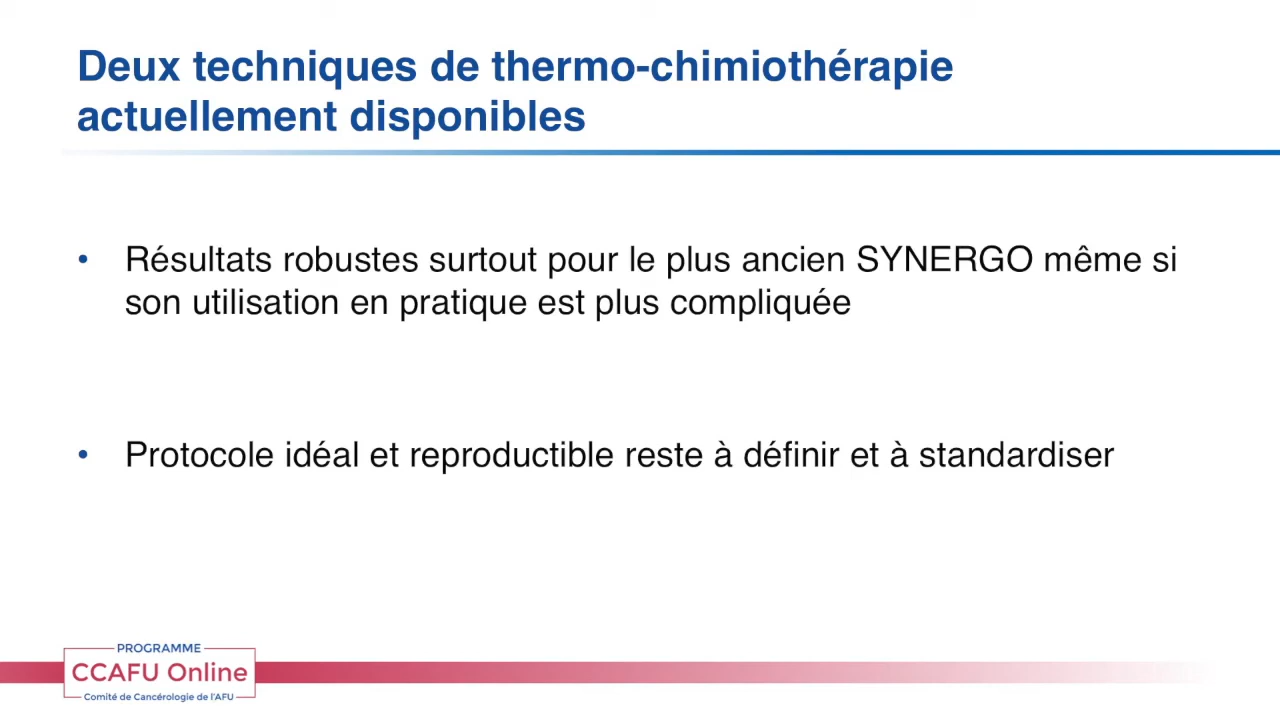 Deux techniques de thermo-chimiothérapie
actuellement disponibles
• Résultats robustes surtout pour le plus ancien SYNERGO même si
son utilisation en pratique est plus compliquée
• Protocole idéal et reproductible reste à définir et à standardiser
PROGRAMME
CCAFU Online
Comité de Cancérologie de l'AFU